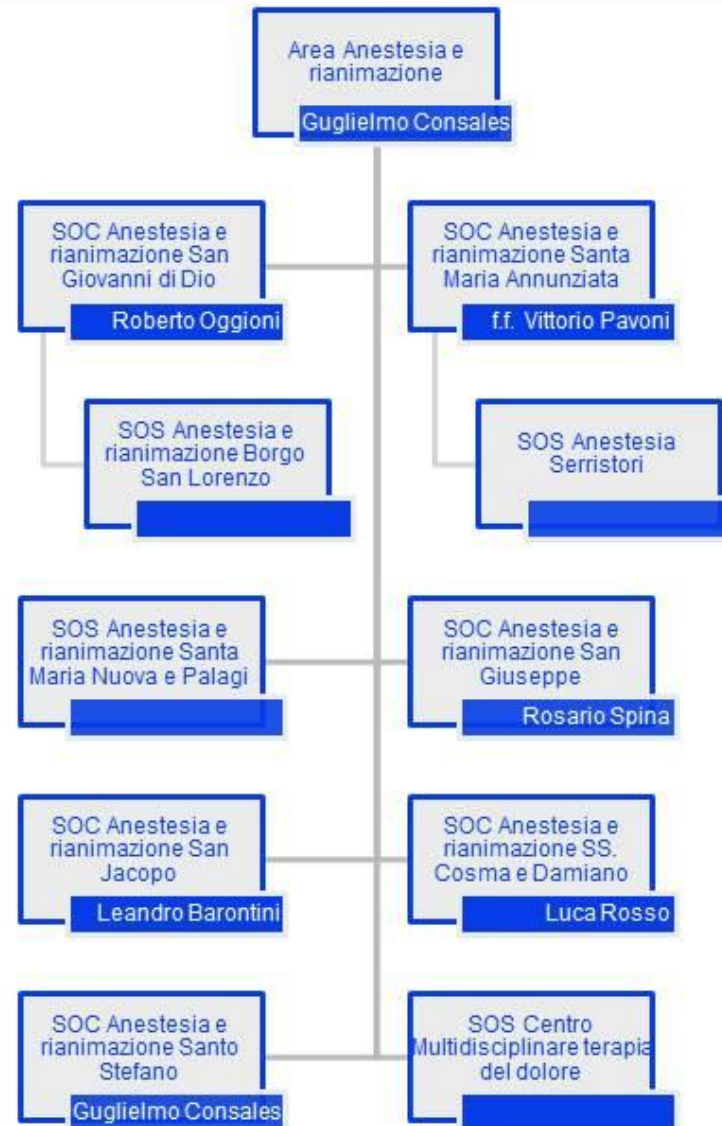 Area Anestesia e
rianimazione
Guglielmo Consales
SOC Anestesia e
rianimazione San
Giovanni di Dio
Roberto Oggioni
SOC Anestesia e
rianimazione Santa
Maria Annunziata
f.f. Vittorio Pavoni
SOS Anestesia e
rianimazione Borgo
San Lorenzo
SOS Anestesia
Serristori
SOS Anestesia e
rianimazione Santa
Maria Nuova e Palagi
SOC Anestesia e
rianimazione San
Giuseppe
Rosario Spina
SOC Anestesia e
rianimazione San
Jacopo
Leandro Barontini
SOC Anestesia e
rianimazione SS.
Cosma e Damiano
Luca Rosso
SOC Anestesia e
rianimazione Santo
Stefano
Guglielmo Consales
SOS Centro
Multidisciplinare terapia
del dolore